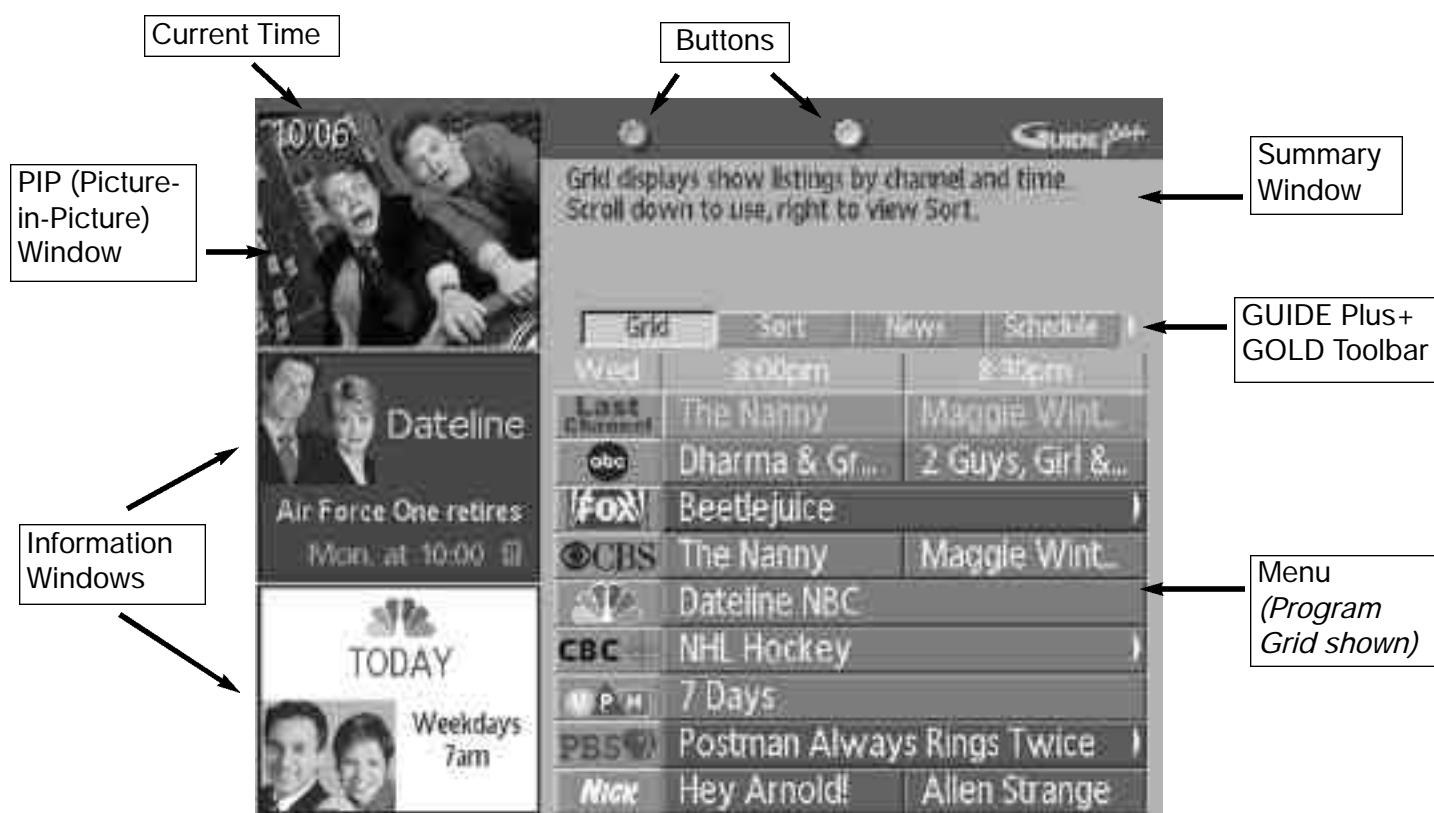 Current Time
Buttons
10:06
GUIDE plus+
PIP (Picture-
in-Picture)
Window
Grid displays show listings by channel and time.
Scroll down to use, right to view Sort.
Summary
Window
Grid Sort News Schedule
GUIDE Plus+
GOLD Toolbar
Wed 8:00pm 8:30pm
Last
Channel
The Nanny Maggie Wint...
Dateline
Air Force One retires
Mon. at 10:00
abc Dharma & Gr... 2 Guys, Girl &...
FOX Beetlejuice
Information
Windows
CBS The Nanny Maggie Wint...
Dateline NBC
Menu
(Program
Grid shown)
CBC NHL Hockey
TODAY
Weekdays
7am
UPN 7 Days
PBS Postman Always Rings Twice
NICK Hey Arnold! Allen Strange